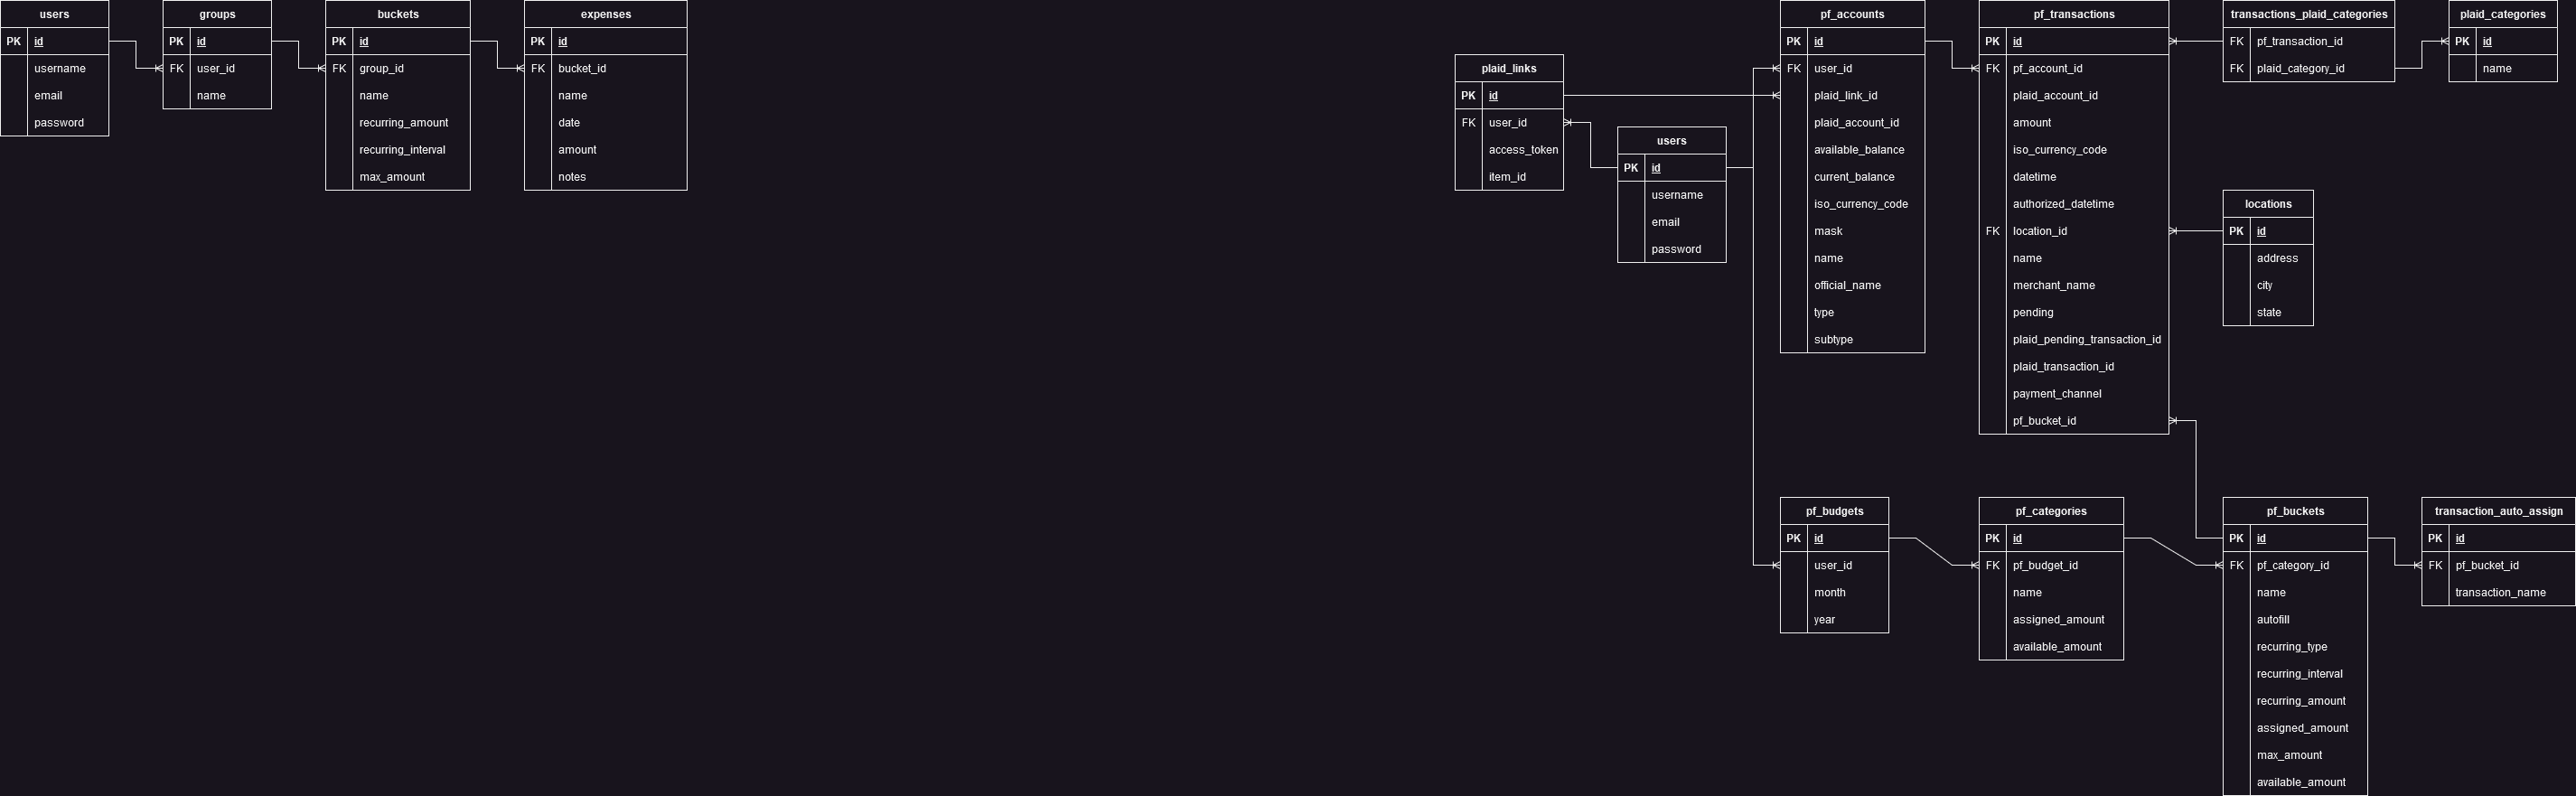 users
PK id
username
email
password
groups
PK id
FK user_id
name
buckets
PK id
FK group_id
name
recurring_amount
recurring_interval
max_amount
expenses
PK id
FK bucket_id
name
date
amount
notes
plaid_links
PK id
FK user_id
access_token
item_id
users
PK id
username
email
password
pf_accounts
PK id
FK user_id
plaid_link_id
plaid_account_id
available_balance
current_balance
iso_currency_code
mask
name
official_name
type
subtype
pf_transactions
PK id
FK pf_account_id
plaid_account_id
amount
iso_currency_code
datetime
authorized_datetime
FK location_id
name
merchant_name
pending
plaid_pending_transaction_id
plaid_transaction_id
payment_channel
pf_bucket_id
transactions_plaid_categories
FK pf_transaction_id
FK plaid_category_id
plaid_categories
PK id
name
locations
PK id
address
city
state
pf_budgets
PK id
user_id
month
year
pf_categories
PK id
FK pf_budget_id
name
assigned_amount
available_amount
pf_buckets
PK id
FK pf_category_id
name
autofill
recurring_type
recurring_interval
recurring_amount
assigned_amount
max_amount
available_amount
transaction_auto_assign
PK id
FK pf_bucket_id
transaction_name